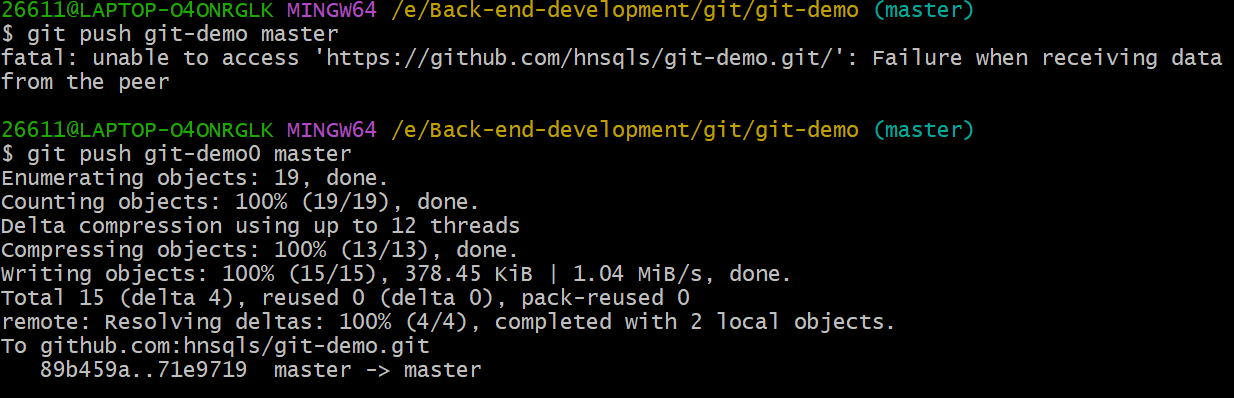 26611@LAPTOP-O4ONRGLK MINGW64 /e/Back-end-development/git/git-demo (master)
$ git push git-demo master
fatal: unable to access 'https://github.com/hnsqls/git-demo.git/': Failure when receiving data
from the peer
26611@LAPTOP-O4ONRGLK MINGW64 /e/Back-end-development/git/git-demo (master)
$ git push git-demo0 master
Enumerating objects: 19, done.
Counting objects: 100% (19/19), done.
Delta compression using up to 12 threads
Compressing objects: 100% (13/13), done.
Writing objects: 100% (15/15), 378.45 KiB | 1.04 MiB/s, done.
Total 15 (delta 4), reused 0 (delta 0), pack-reused 0
remote: Resolving deltas: 100% (4/4), completed with 2 local objects.
To github.com:hnsqls/git-demo.git
   89b459a..71e9719  master -> master